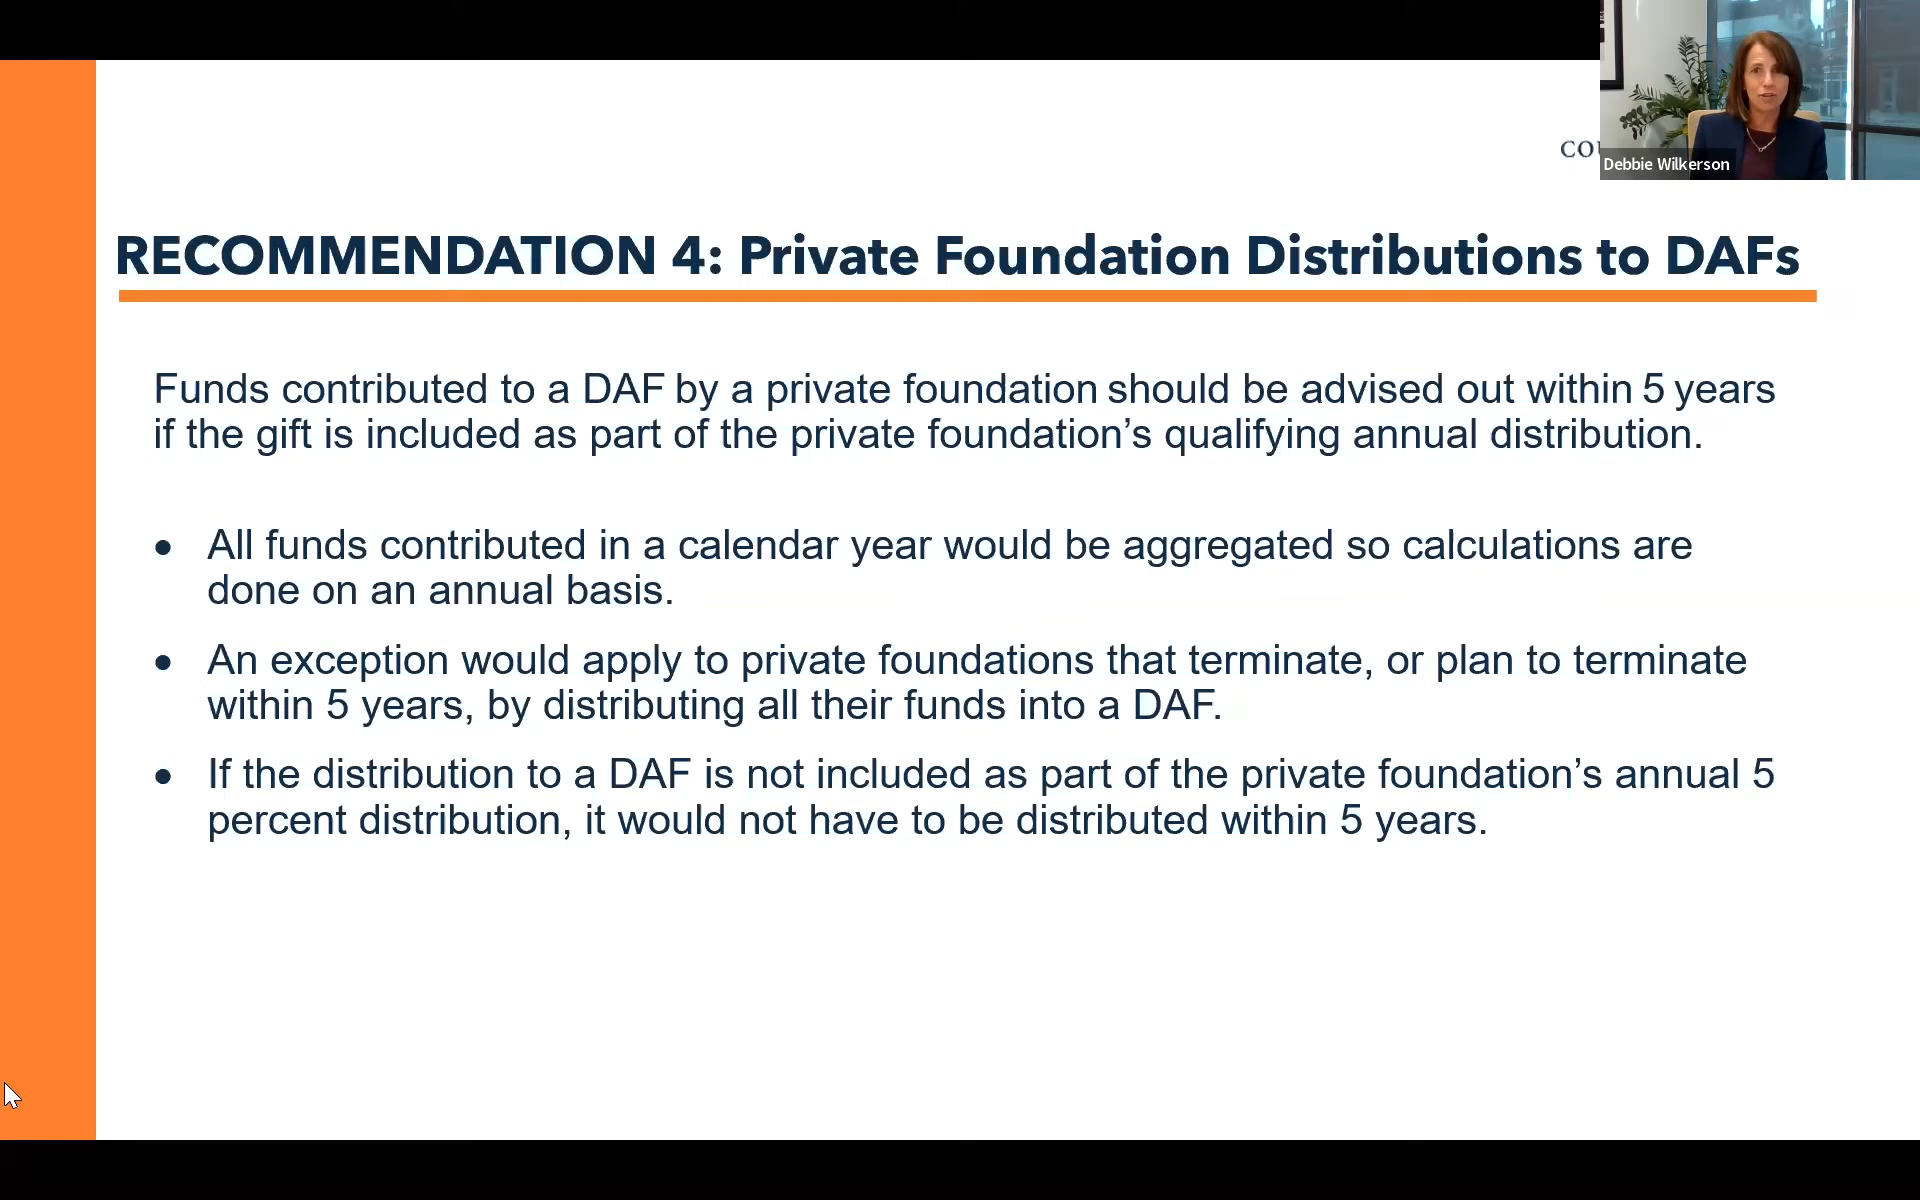 Debbie Wilkerson
RECOMMENDATION 4: Private Foundation Distributions to DAFs
Funds contributed to a DAF by a private foundation should be advised out within 5 years
if the gift is included as part of the private foundation’s qualifying annual distribution.
● All funds contributed in a calendar year would be aggregated so calculations are
done on an annual basis.
● An exception would apply to private foundations that terminate, or plan to terminate
within 5 years, by distributing all their funds into a DAF.
● If the distribution to a DAF is not included as part of the private foundation’s annual 5
percent distribution, it would not have to be distributed within 5 years.